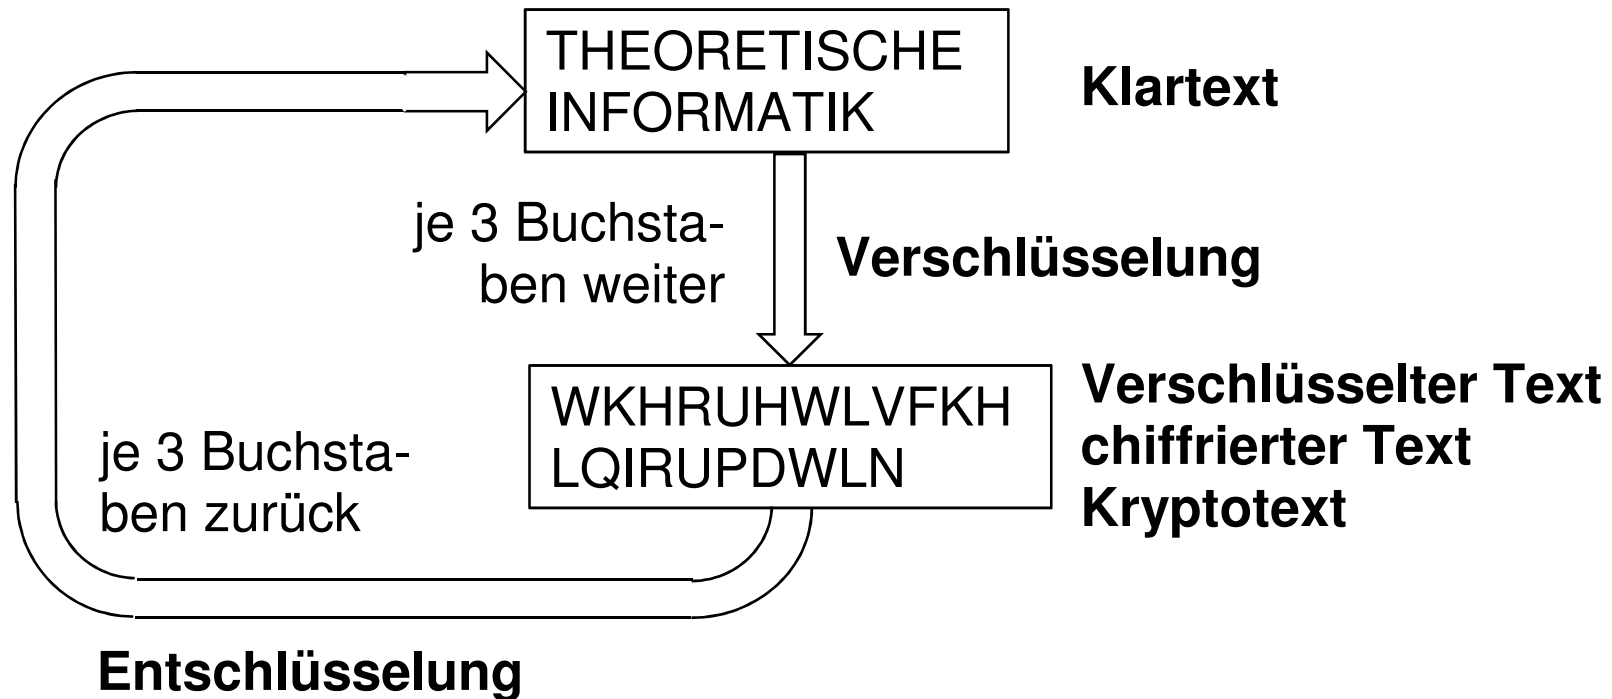 THEORETISCHE
INFORMATIK
Klartext
je 3 Buchsta-
ben weiter
Verschlüsselung
WKHRUHWLVFKH
LQIRUPDWLN
Verschlüsselter Text
chiffrierter Text
Kryptotext
je 3 Buchsta-
ben zurück
Entschlüsselung